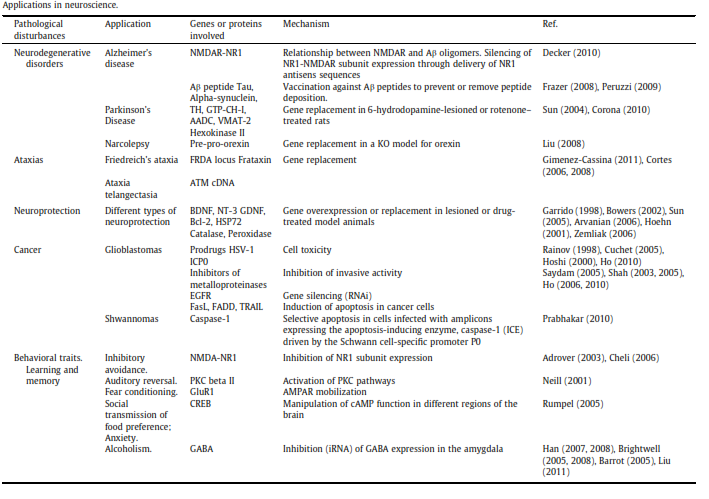 Applications in neuroscience.
Pathological disturbances Application Genes or proteins involved Mechanism Ref.
Neurodegenerative disorders Alzheimer's disease NMDAR-NR1 Relationship between NMDAR and Aβ oligomers. Silencing of NR1-NMDAR subunit expression through delivery of NR1 antisens sequences Decker (2010)
Aβ peptide Tau, Alpha-synuclein, Vaccination against Aβ peptides to prevent or remove peptide deposition. Frazer (2008), Peruzzi (2009)
Parkinson's Disease TH, GTP-CH-I, AADC, VMAT-2 Hexokinase II Gene replacement in 6-hydrodopamine-lesioned or rotenone–treated rats Sun (2004), Corona (2010)
Narcolepsy Pre-pro-orexin Gene replacement in a KO model for orexin Liu (2008)
Ataxias Friedreich's ataxia FRDA locus Frataxin Gene replacement Gimenez-Cassina (2011), Cortes (2006, 2008)
Ataxia telangectasia ATM cDNA
Neuroprotection Different types of neuroprotection BDNF, NT-3 GDNF, Bcl-2, HSP72 Catalase, Peroxidase Gene overexpression or replacement in lesioned or drug-treated model animals Garrido (1998), Bowers (2002), Sun (2005), Arvanian (2006), Hoehn (2001), Zemliak (2006)
Cancer Glioblastomas Prodrugs HSV-1 ICP0 Cell toxicity Rainov (1998), Cuchet (2005), Hoshi (2000), Ho (2010)
Inhibitors of metalloproteinases Inhibition of invasive activity Saydam (2005), Shah (2003, 2005), Ho (2006, 2010)
EGFR Gene silencing (RNAi)
FasL, FADD, TRAIL Induction of apoptosis in cancer cells
Shwannomas Caspase-1 Selective apoptosis in cells infected with amplicons expressing the apoptosis-inducing enzyme, caspase-1 (ICE) driven by the Schwann cell-specific promoter P0 Prabhakar (2010)
Behavioral traits. Learning and memory Inhibitory avoidance. NMDA-NR1 Inhibition of NR1 subunit expression Adrover (2003), Cheli (2006)
Auditory reversal. PKC beta II Activation of PKC pathways Neill (2001)
Fear conditioning. GluR1 AMPAR mobilization
Social transmission of food preference; Anxiety. CREB Manipulation of cAMP function in different regions of the brain Rumpel (2005)
Alcoholism. GABA Inhibition (iRNA) of GABA expression in the amygdala Han (2007, 2008), Brightwell (2005, 2008), Barrot (2005), Liu (2011)